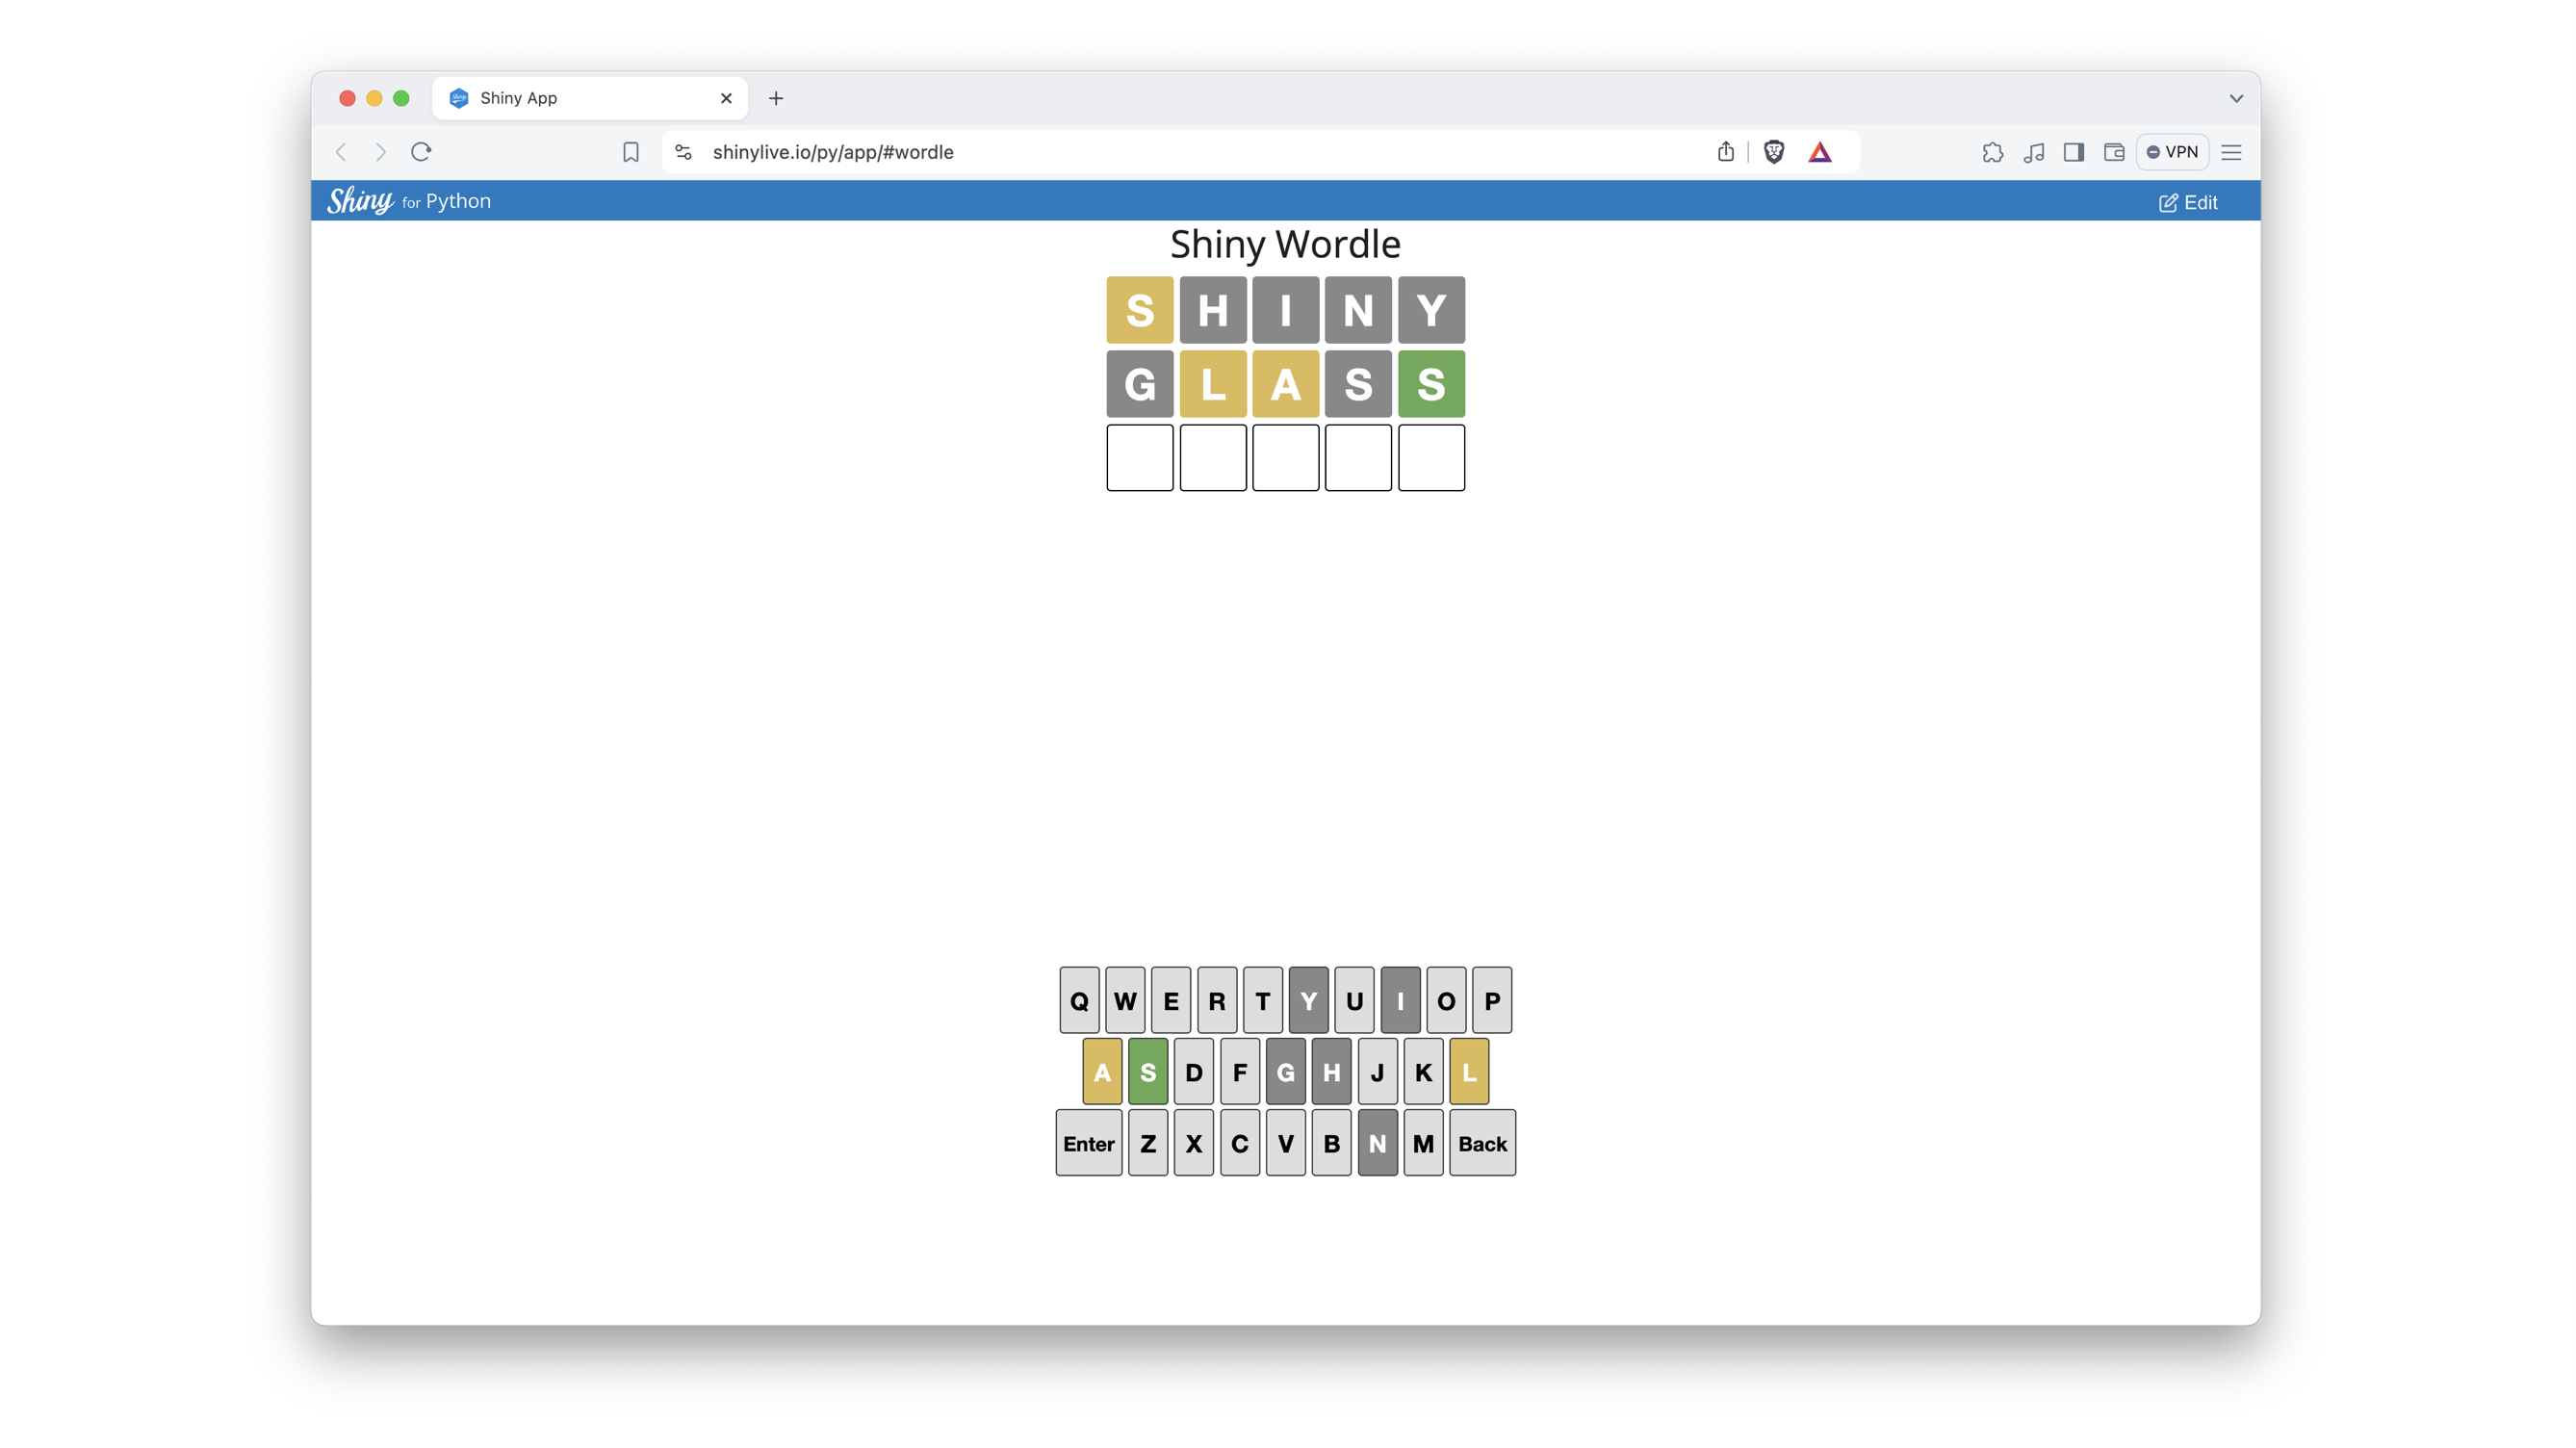 Shiny App
shinylive.io/py/app/#wordle
VPN
Shiny for Python
Edit
Shiny Wordle
S H I N Y
G L A S S
Q W E R T Y U I O P
A S D F G H J K L
Enter Z X C V B N M Back